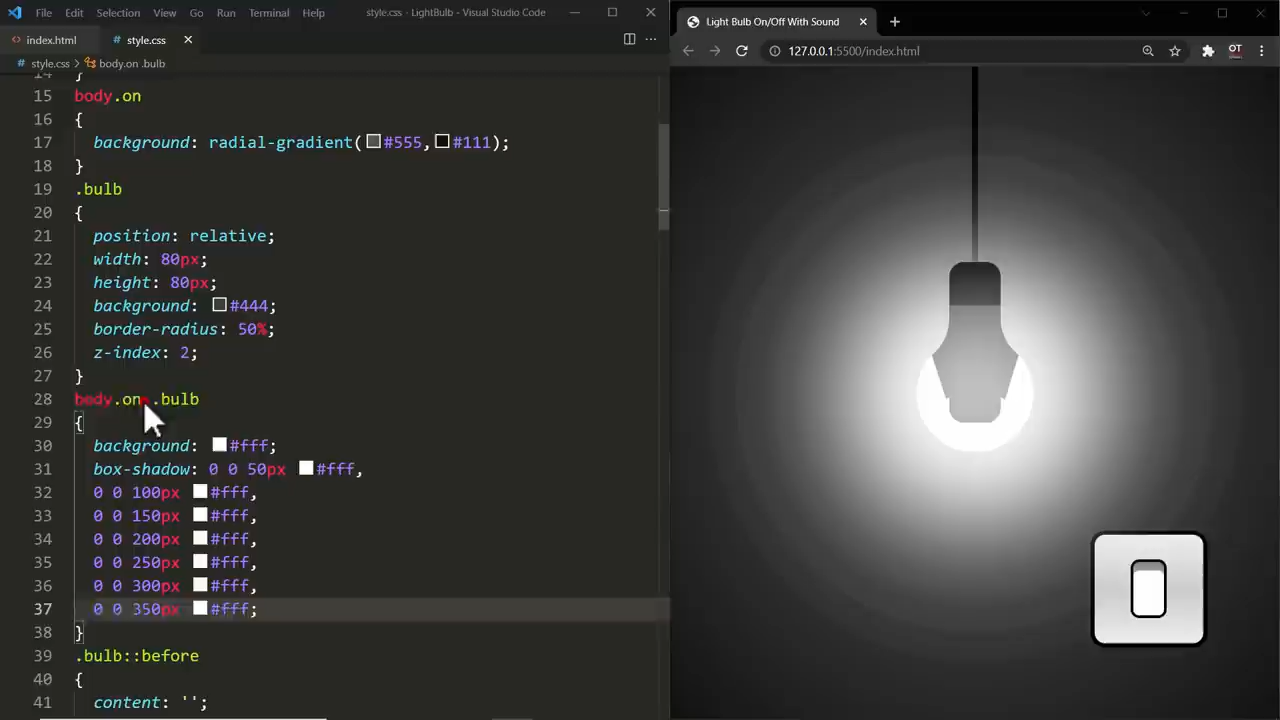 File Edit Selection View Go Run Terminal Help style.css - LightBulb - Visual Studio Code
index.html style.css
style.css > body.on .bulb
14 }
15 body.on
16 {
17 background: radial-gradient(#555,#111);
18 }
19 .bulb
20 {
21 position: relative;
22 width: 80px;
23 height: 80px;
24 background: #444;
25 border-radius: 50%;
26 z-index: 2;
27 }
28 body.on .bulb
29 {
30 background: #fff;
31 box-shadow: 0 0 50px #fff,
32 0 0 100px #fff,
33 0 0 150px #fff,
34 0 0 200px #fff,
35 0 0 250px #fff,
36 0 0 300px #fff,
37 0 0 350px #fff;
38 }
39 .bulb::before
40 {
41 content: '';
Light Bulb On/Off With Sound
127.0.0.1:5500/index.html
OT